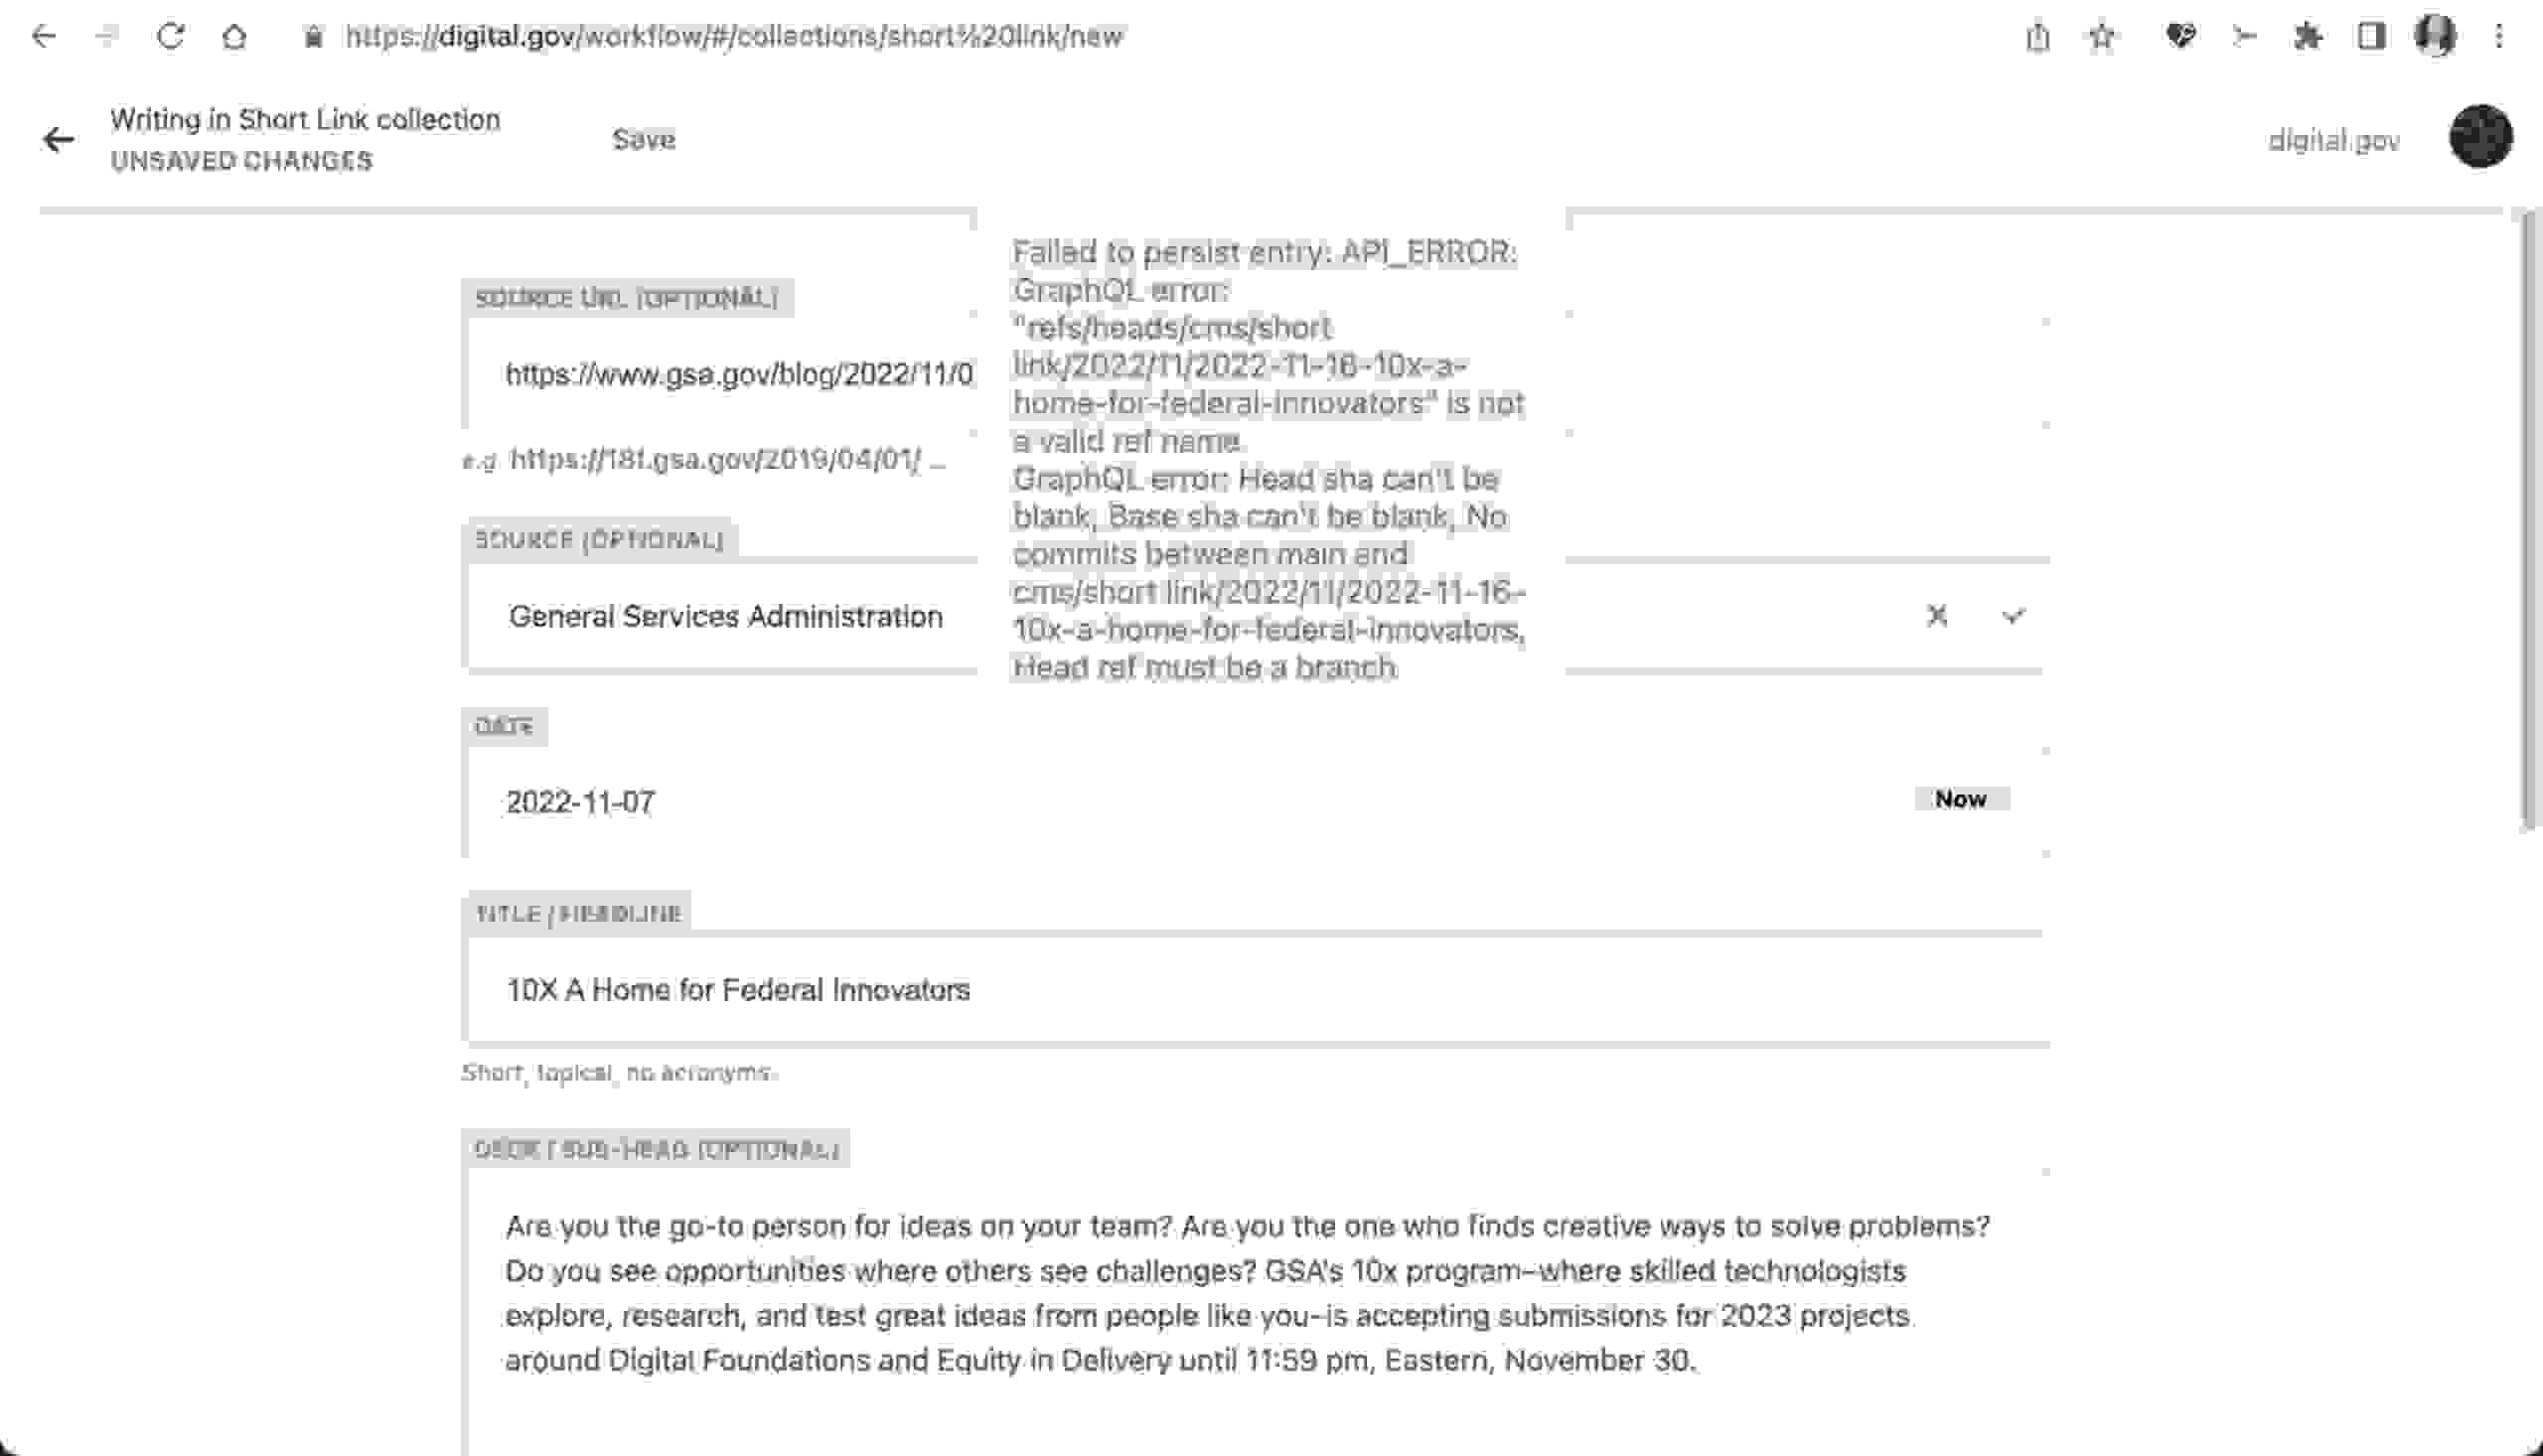 https://digital.gov/workflow/#/collections/short%20link/new
Writing in Short Link collection
UNSAVED CHANGES
Save
digital.gov
Failed to persist entry: API_ERROR:
GraphQL error:
"refs/heads/cms/short
link/2022/11/2022-11-16-10x-a-
home-for-federal-innovators" is not
a valid ref name.
GraphQL error: Head sha can't be
blank, Base sha can't be blank, No
commits between main and
cms/short link/2022/11/2022-11-16-
10x-a-home-for-federal-innovators,
Head ref must be a branch
SOURCE URL (OPTIONAL)
https://www.gsa.gov/blog/2022/11/0
e.g. https://18f.gsa.gov/2019/04/01/ ...
SOURCE (OPTIONAL)
General Services Administration
DATE
2022-11-07
Now
TITLE / HEADLINE
10X A Home for Federal Innovators
Short, topical, no acronyms.
DECK / SUB-HEAD (OPTIONAL)
Are you the go-to person for ideas on your team? Are you the one who finds creative ways to solve problems?
Do you see opportunities where others see challenges? GSA's 10x program–where skilled technologists
explore, research, and test great ideas from people like you–is accepting submissions for 2023 projects
around Digital Foundations and Equity in Delivery until 11:59 pm, Eastern, November 30.